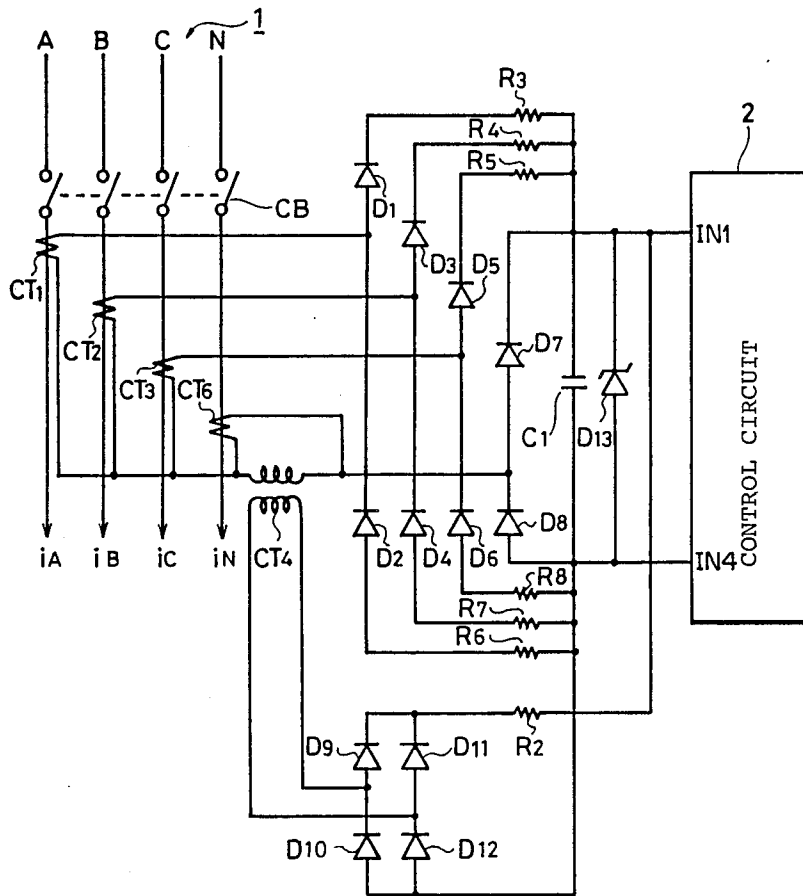 1
A B C N
R3
R4
R5
2
D1
CB
IN1
D3
D5
CT1
CT2
D7
CT3
CT6
C1
D13
CONTROL CIRCUIT
iA iB iC iN
CT4
D2
D4
D6
D8
IN4
R8
R7
R6
D9
D11
R2
D10
D12